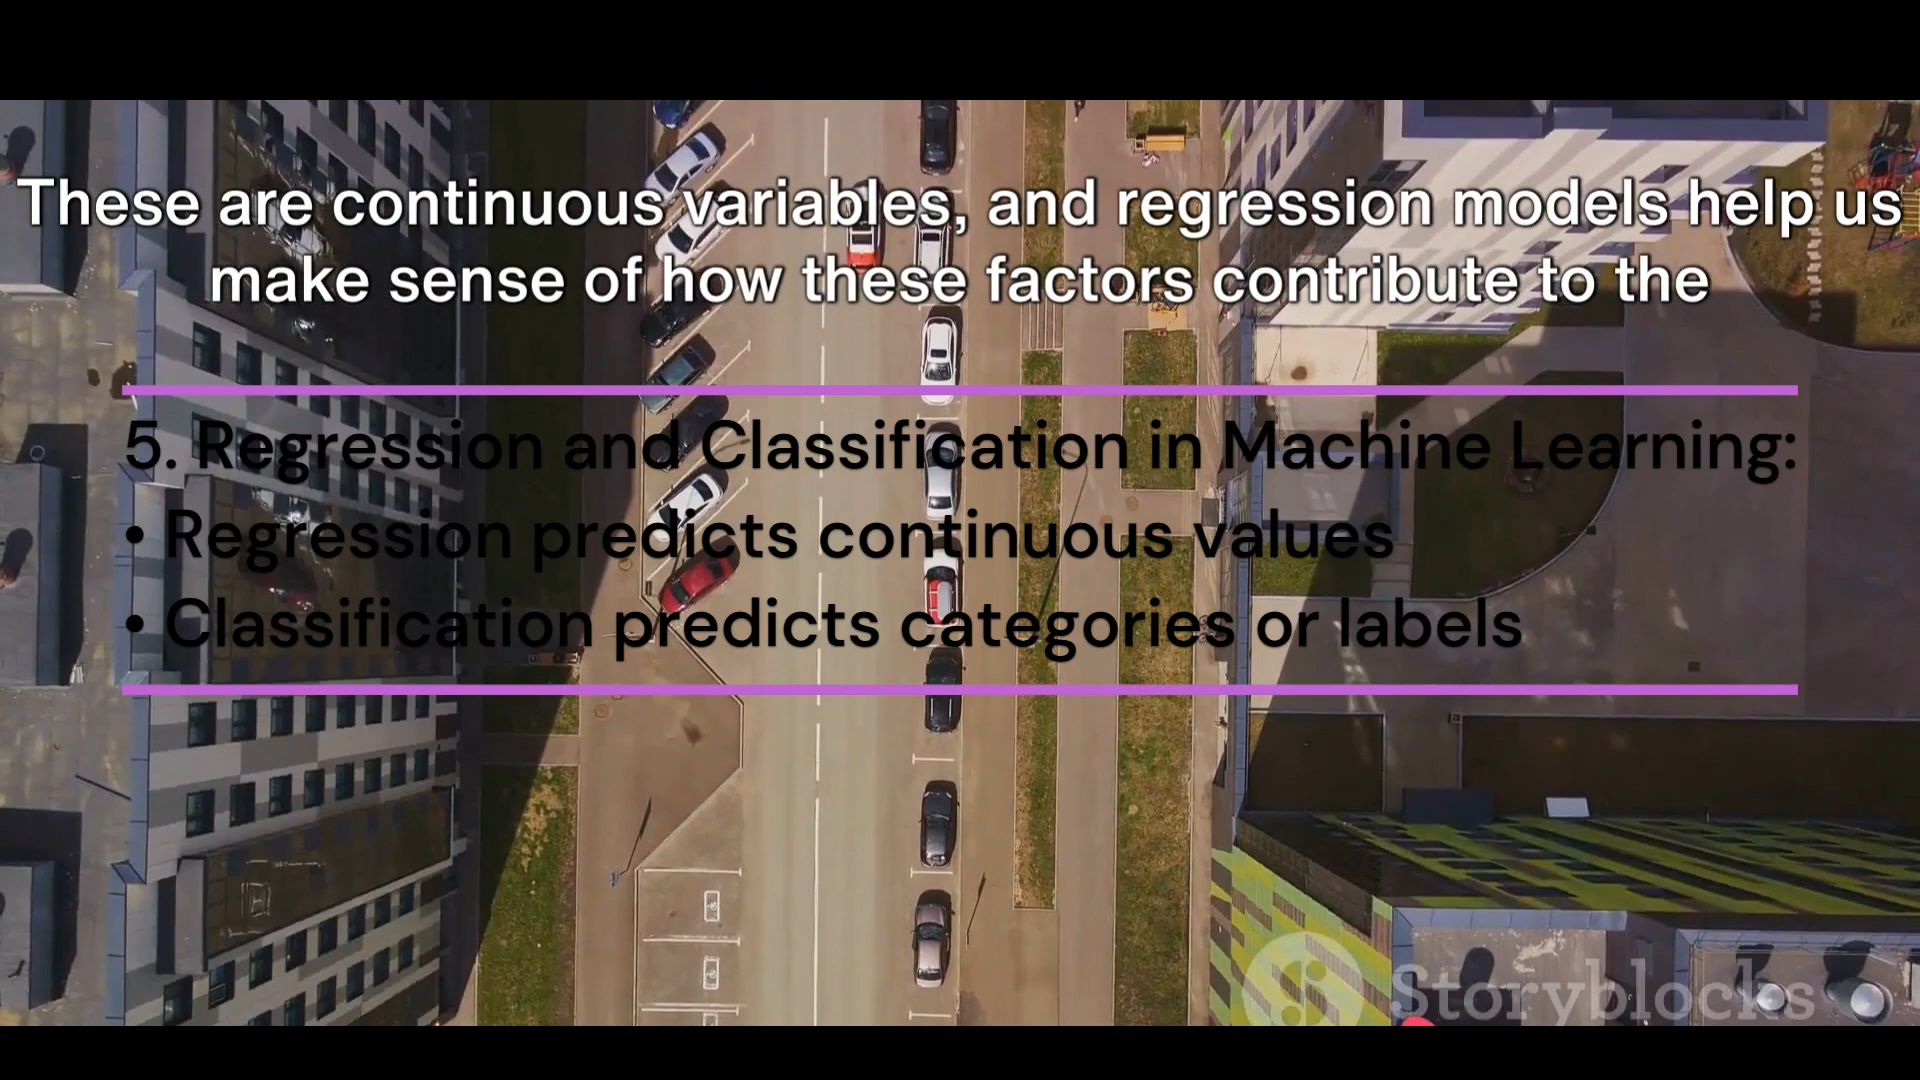 These are continuous variables, and regression models help us
make sense of how these factors contribute to the
5. Regression and Classification in Machine Learning:
• Regression predicts continuous values
• Classification predicts categories or labels
Storyblocks